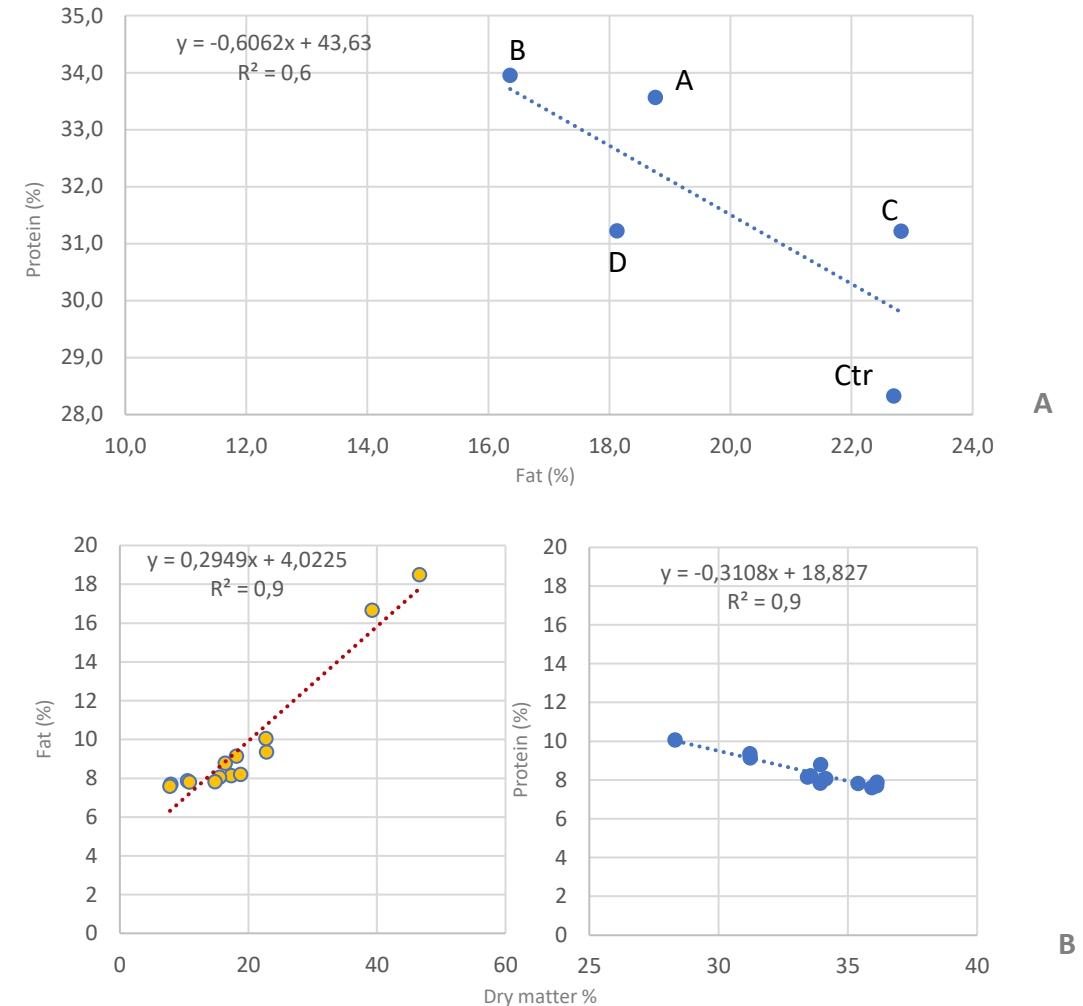 35,0
y = -0,6062x + 43,63
R² = 0,6
B
A
34,0
33,0
32,0
31,0
30,0
29,0
28,0
Protein (%)
D
C
Ctr
A
10,0 12,0 14,0 16,0 18,0 20,0 22,0 24,0
Fat (%)
20
18
16
14
12
10
8
6
4
2
0
Fat (%)
y = 0,2949x + 4,0225
R² = 0,9
0 20 40 60
20
18
16
14
12
10
8
6
4
2
0
Protein (%)
y = -0,3108x + 18,827
R² = 0,9
25 30 35 40
B
Dry matter %